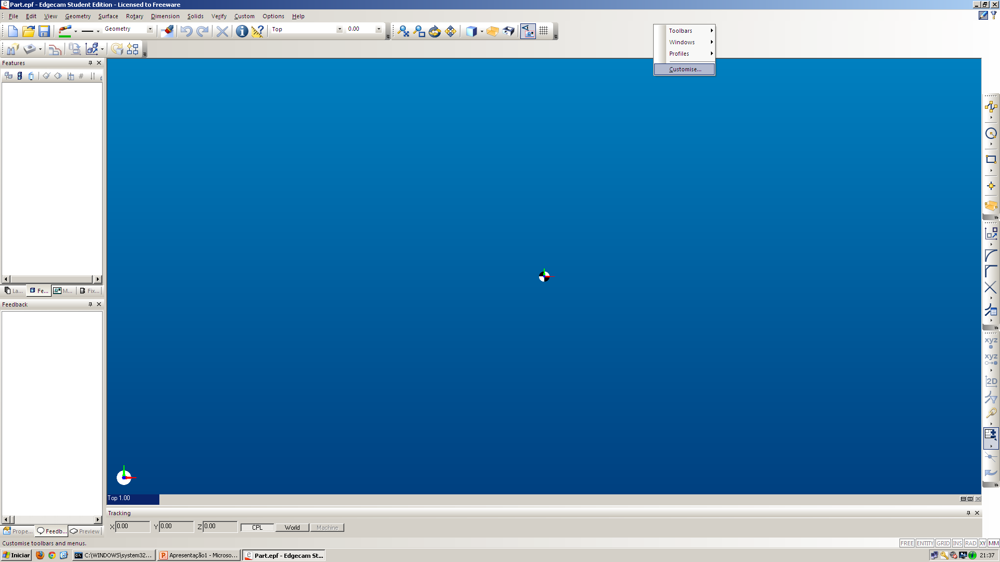 Part.epf - Edgecam Student Edition - Licensed to Freeware
File Edit View Geometry Surface Rotary Dimension Solids Verify Custom Options Help
Geometry Top 0.00
Toolbars
Windows
Profiles
Customise...
Features
La... Fe... M... Fix...
Feedback
xyz
xyz
2D
Top 1.00
Tracking
X 0.00 Y 0.00 Z 0.00 CPL World Machine
Prope... Feedb... Preview
Customise toolbars and menus.
FREE ENTITY GRID INS RAD XY MM
Iniciar C:\WINDOWS\system32... Apresentação1 - Microso... Part.epf - Edgecam St... 21:37